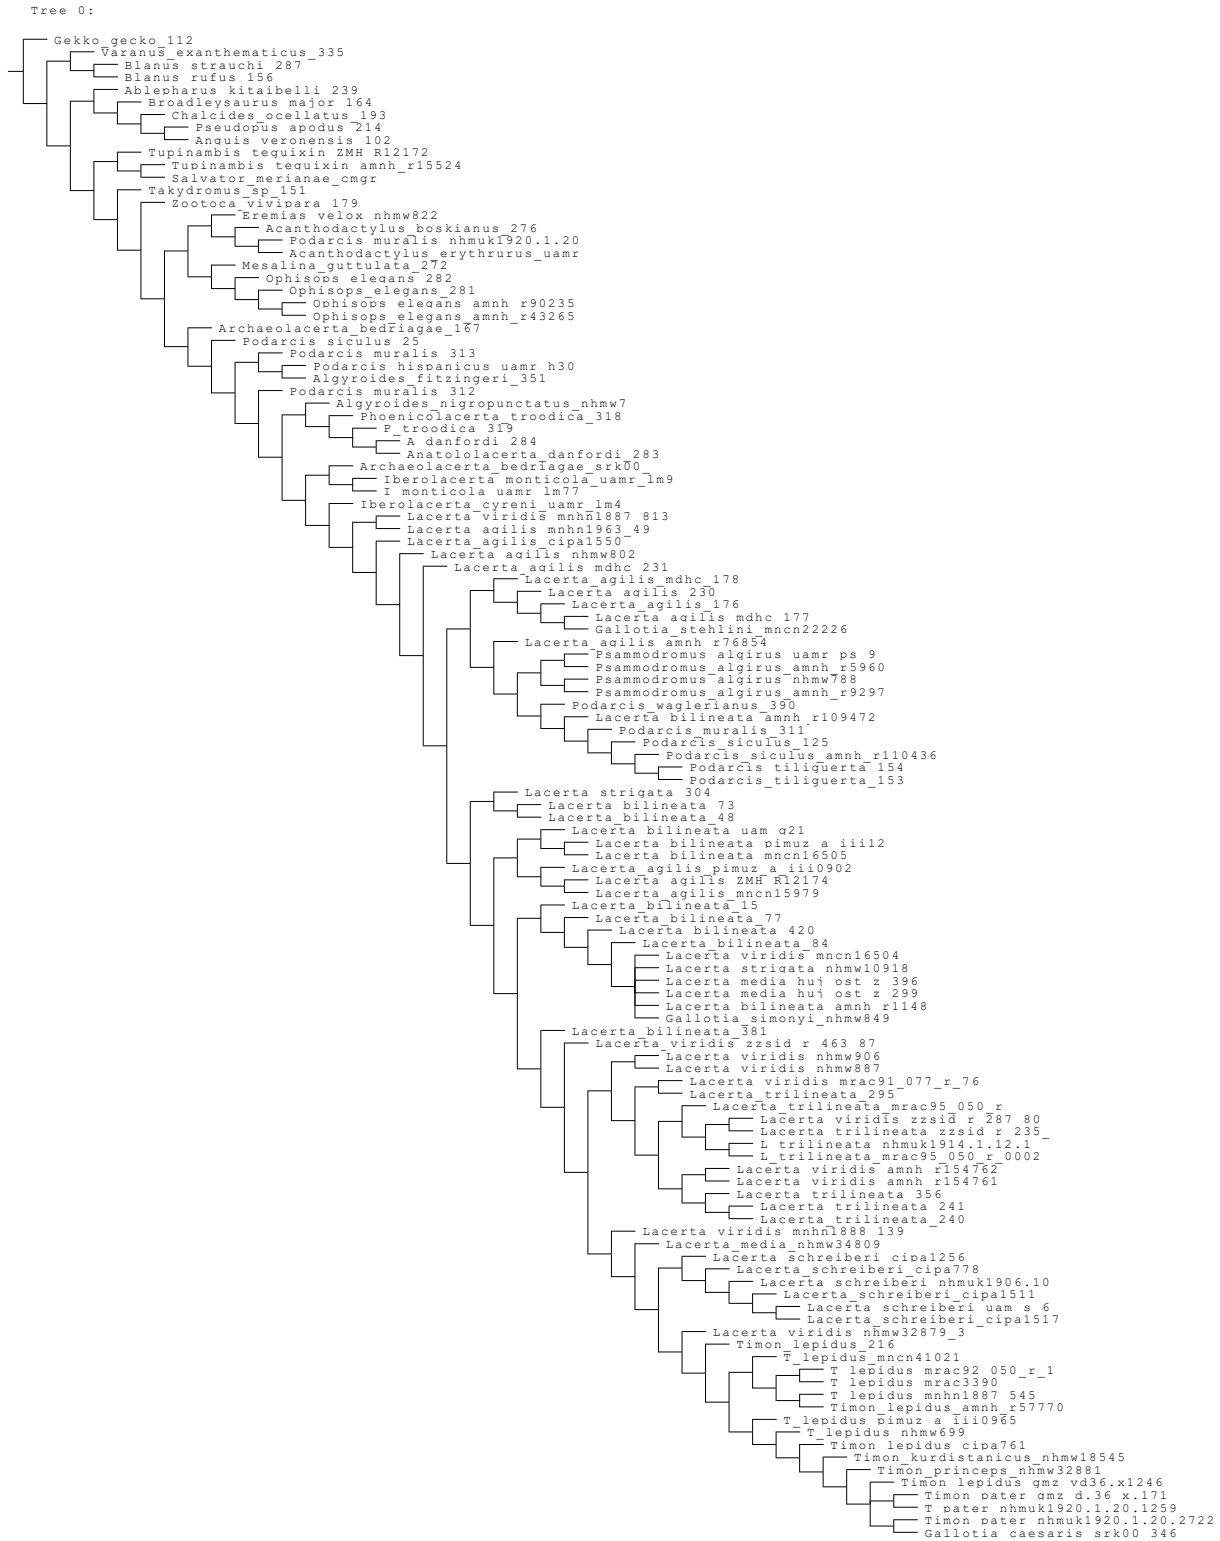 Tree 0:
Gekko_gecko_112
Varanus_exanthematicus_335
Blanus_strauchi_287
Blanus_rufus_156
Ablepharus_kitaibelli_239
Broadleysaurus_major_164
Chalcides_ocellatus_193
Pseudopus_apodus_214
Anguis_veronensis_102
Tupinambis_teguixin_ZMH_R12172
Tupinambis_teguixin_amnh_r15524
Salvator_merianae_cmgr
Takydromus_sp_151
Zootoca_vivipara_179
Eremias_velox_nhmw822
Acanthodactylus_boskianus_276
Podarcis_muralis_nhmuk1920.1.20
Acanthodactylus_erythrurus_uamr
Mesalina_guttulata_272
Ophisops_elegans_282
Ophisops_elegans_281
Ophisops_elegans_amnh_r90235
Ophisops_elegans_amnh_r43265
Archaeolacerta_bedriagae_167
Podarcis_siculus_25
Podarcis_muralis_313
Podarcis_hispanicus_uamr_h30
Algyroides_fitzingeri_351
Podarcis_muralis_312
Algyroides_nigropunctatus_nhmw7
Phoenicolacerta_troodica_318
P_troodica_319
A_danfordi_284
Anatololacerta_danfordi_283
Archaeolacerta_bedriagae_srk00_
Iberolacerta_monticola_uamr_lm9
I_monticola_uamr_lm77
Iberolacerta_cyreni_uamr_lm4
Lacerta_viridis_mnhn1887_813
Lacerta_agilis_mnhn1963_49
Lacerta_agilis_cipa1550
Lacerta_agilis_nhmw802
Lacerta_agilis_mdhc_231
Lacerta_agilis_mdhc_178
Lacerta_agilis_230
Lacerta_agilis_176
Lacerta_agilis_mdhc_177
Gallotia_stehlini_mncn22226
Lacerta_agilis_amnh_r76854
Psammodromus_algirus_uamr_ps_9
Psammodromus_algirus_amnh_r5960
Psammodromus_algirus_nhmw788
Psammodromus_algirus_amnh_r9297
Podarcis_waglerianus_390
Lacerta_bilineata_amnh_r109472
Podarcis_muralis_311
Podarcis_siculus_125
Podarcis_siculus_amnh_r110436
Podarcis_tiliguerta_154
Podarcis_tiliguerta_153
Lacerta_strigata_304
Lacerta_bilineata_73
Lacerta_bilineata_48
Lacerta_bilineata_uam_g21
Lacerta_bilineata_pimuz_a_iii12
Lacerta_bilineata_mncn16505
Lacerta_agilis_pimuz_a_iii0902
Lacerta_agilis_ZMH_R12174
Lacerta_agilis_mncn15979
Lacerta_bilineata_15
Lacerta_bilineata_77
Lacerta_bilineata_420
Lacerta_bilineata_84
Lacerta_viridis_mncn16504
Lacerta_strigata_nhmw10918
Lacerta_media_huj_ost_z_396
Lacerta_media_huj_ost_z_299
Lacerta_bilineata_amnh_r1148
Gallotia_simonyi_nhmw849
Lacerta_bilineata_381
Lacerta_viridis_zzsid_r_463_87
Lacerta_viridis_nhmw906
Lacerta_viridis_nhmw887
Lacerta_viridis_mrac91_077_r_76
Lacerta_trilineata_295
Lacerta_trilineata_mrac95_050_r
Lacerta_viridis_zzsid_r_287_80
Lacerta_trilineata_zzsid_r_235_
L_trilineata_nhmuk1914.1.12.1
L_trilineata_mrac95_050_r_0002
Lacerta_viridis_amnh_r154762
Lacerta_viridis_amnh_r154761
Lacerta_trilineata_356
Lacerta_trilineata_241
Lacerta_trilineata_240
Lacerta_viridis_mnhn1888_139
Lacerta_media_nhmw34809
Lacerta_schreiberi_cipa1256
Lacerta_schreiberi_cipa778
Lacerta_schreiberi_nhmuk1906.10
Lacerta_schreiberi_cipa1511
Lacerta_schreiberi_uam_s_6
Lacerta_schreiberi_cipa1517
Lacerta_viridis_nhmw32879_3
Timon_lepidus_216
T_lepidus_mncn41021
T_lepidus_mrac92_050_r_1
T_lepidus_mrac3390
T_lepidus_mnhn1887_545
Timon_lepidus_amnh_r57770
T_lepidus_pimuz_a_iii0965
T_lepidus_nhmw699
Timon_lepidus_cipa761
Timon_kurdistanicus_nhmw18545
Timon_princeps_nhmw32881
Timon_lepidus_gmz_vd36.x1246
Timon_pater_gmz_d.36_x.171
T_pater_nhmuk1920.1.20.1259
Timon_pater_nhmuk1920.1.20.2722
Gallotia_caesaris_srk00_346